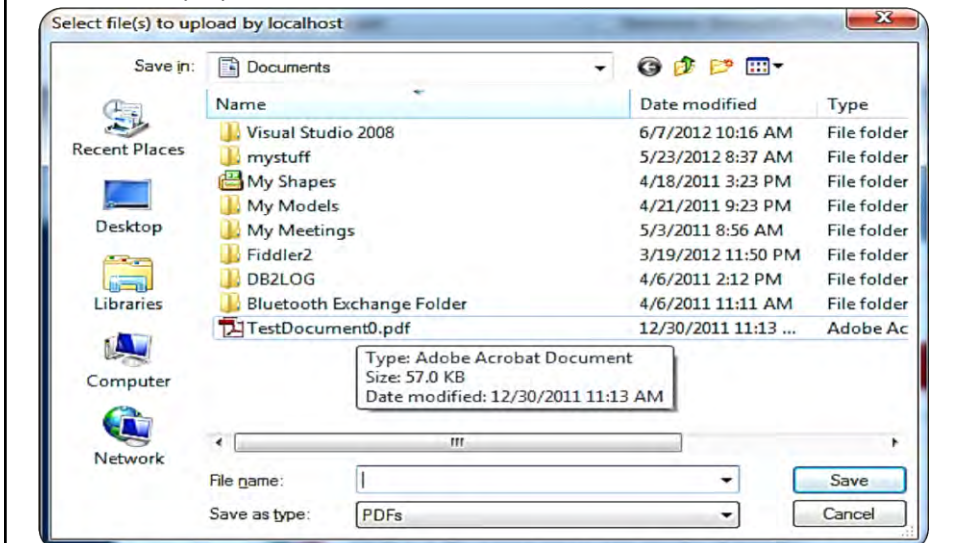 Select file(s) to upload by localhost
Save in: Documents
Name Date modified Type
Visual Studio 2008 6/7/2012 10:16 AM File folder
mystuff 5/23/2012 8:37 AM File folder
My Shapes 4/18/2011 3:23 PM File folder
My Models 4/21/2011 9:23 PM File folder
My Meetings 5/3/2011 8:56 AM File folder
Fiddler2 3/19/2012 11:50 PM File folder
DB2LOG 4/6/2011 2:12 PM File folder
Bluetooth Exchange Folder 4/6/2011 11:11 AM File folder
TestDocument0.pdf 12/30/2011 11:13 ... Adobe Ac
Type: Adobe Acrobat Document
Size: 57.0 KB
Date modified: 12/30/2011 11:13 AM
Recent Places
Desktop
Libraries
Computer
Network
File name: Save
Save as type: PDFs Cancel